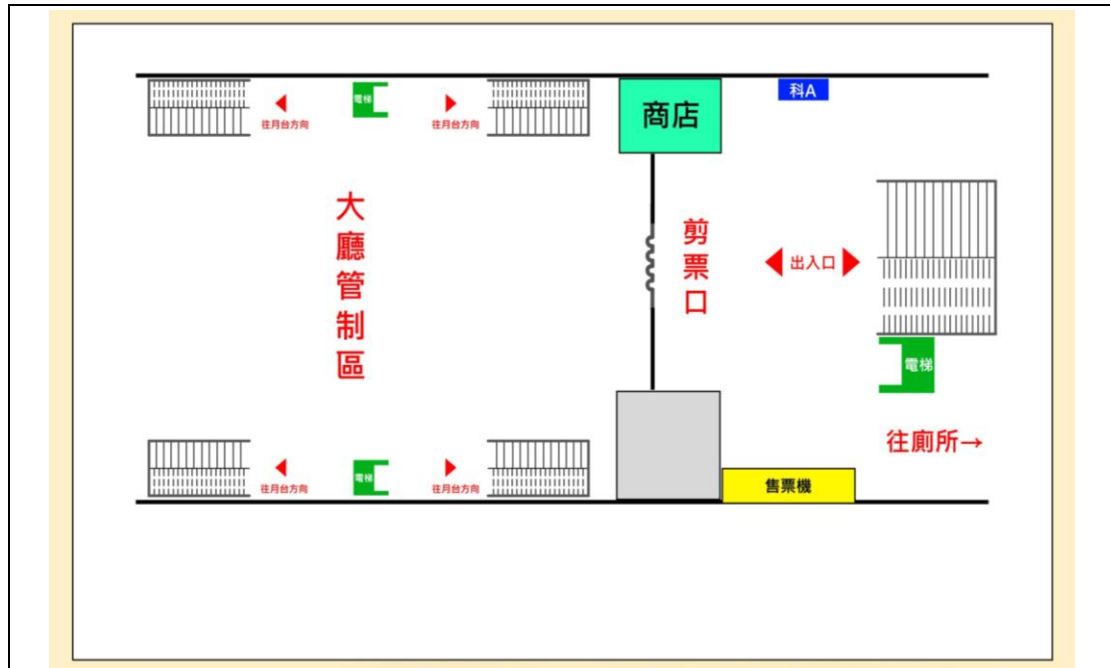 科A
電梯
往月台方向
往月台方向
商店
大廳管制區
剪票口
出入口
電梯
往廁所→
電梯
往月台方向
往月台方向
售票機